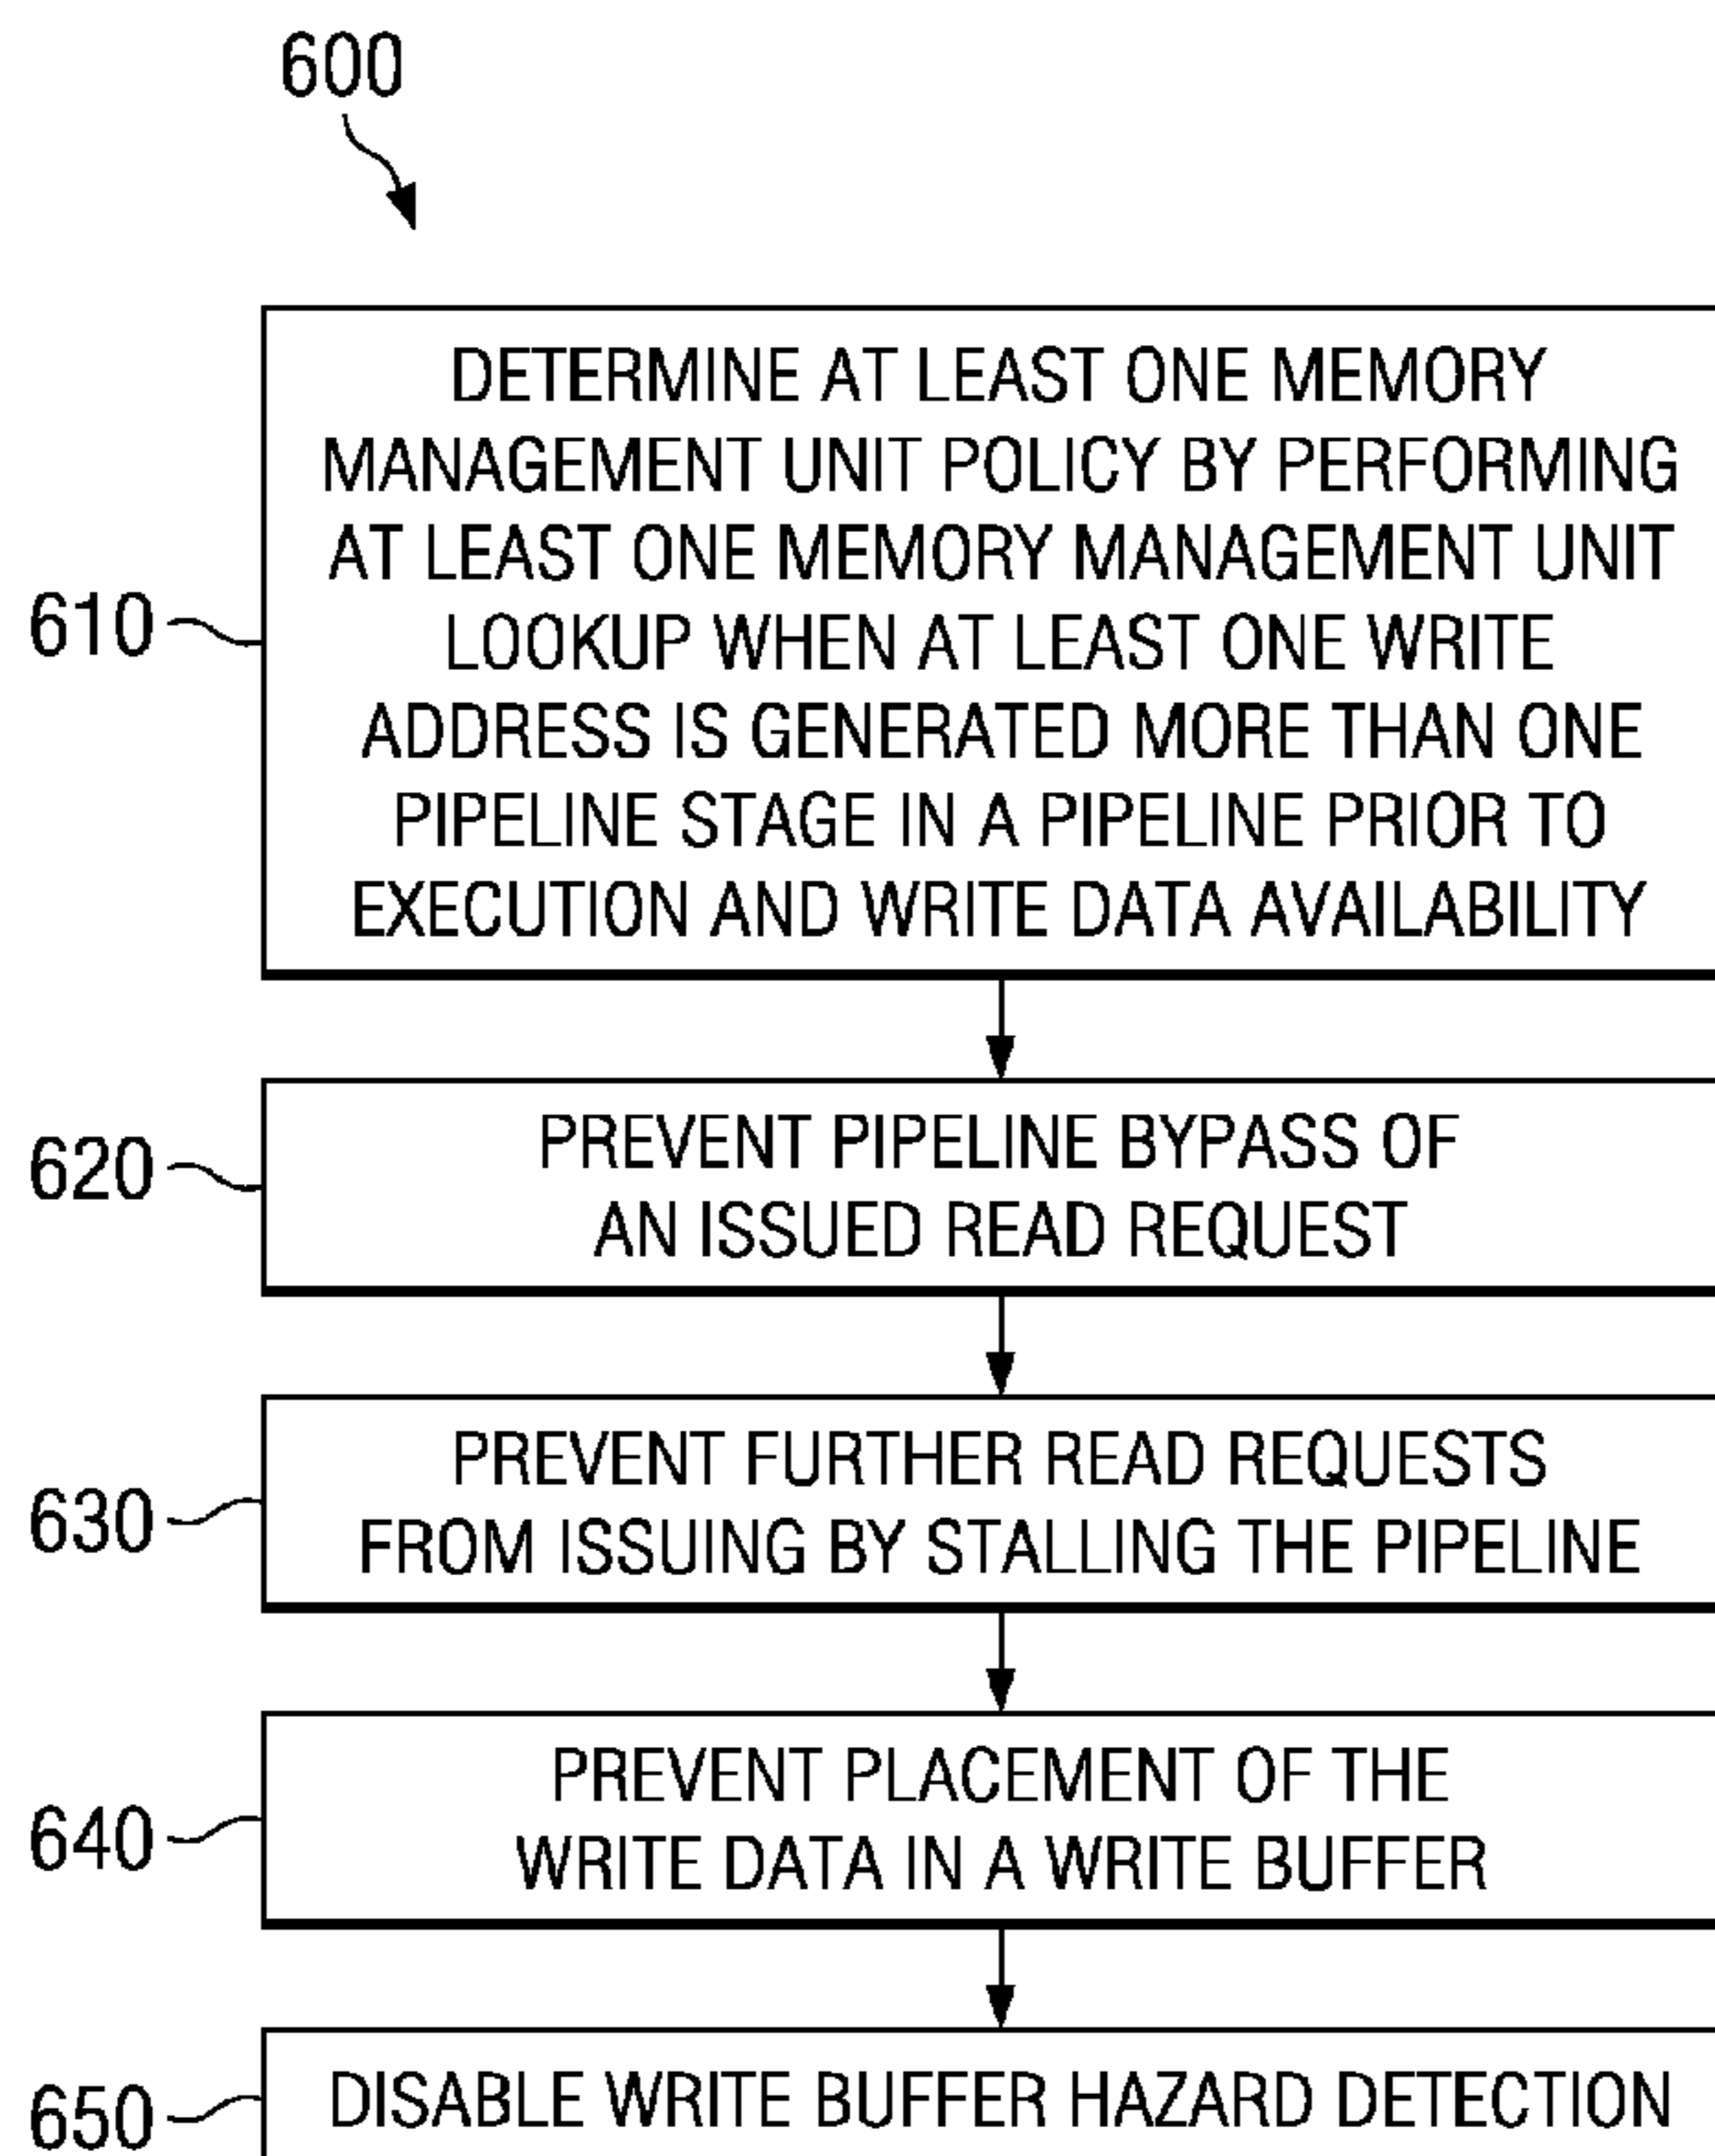 600
610
DETERMINE AT LEAST ONE MEMORY
MANAGEMENT UNIT POLICY BY PERFORMING
AT LEAST ONE MEMORY MANAGEMENT UNIT
LOOKUP WHEN AT LEAST ONE WRITE
ADDRESS IS GENERATED MORE THAN ONE
PIPELINE STAGE IN A PIPELINE PRIOR TO
EXECUTION AND WRITE DATA AVAILABILITY
620
PREVENT PIPELINE BYPASS OF
AN ISSUED READ REQUEST
630
PREVENT FURTHER READ REQUESTS
FROM ISSUING BY STALLING THE PIPELINE
640
PREVENT PLACEMENT OF THE
WRITE DATA IN A WRITE BUFFER
650
DISABLE WRITE BUFFER HAZARD DETECTION